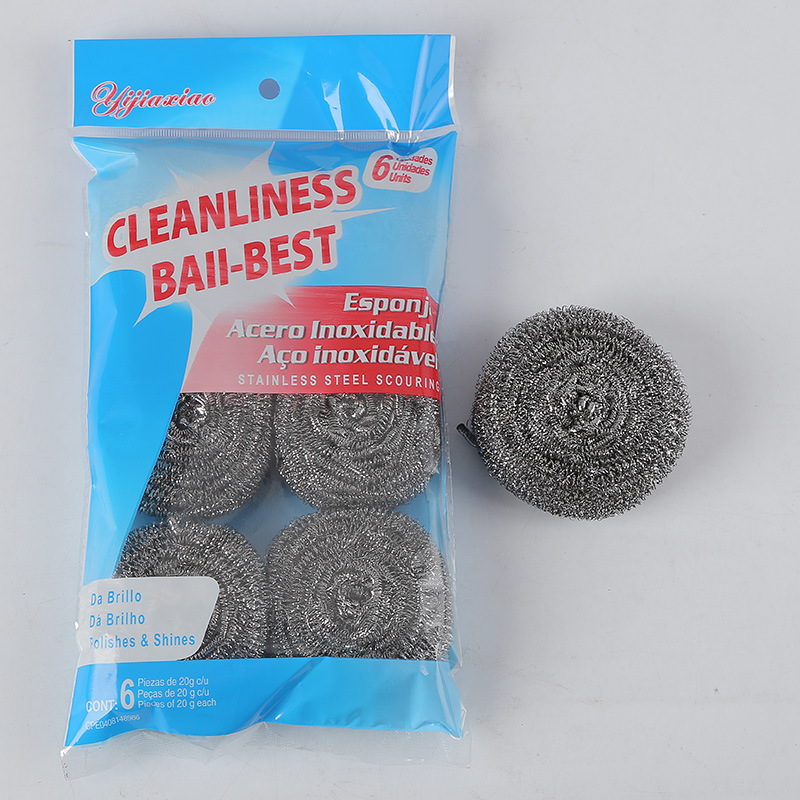 Yijiaxiao
6
Unidades
Units
CLEANLINESS
BAII-BEST
Esponj
Acero Inoxidable
Aço inoxidável
STAINLESS STEEL SCOURING
Da Brillo
Dá Brilho
Polishes & Shines
CONT: 6
Piezas de 20g c/u
Peças de 20 g c/u
Pieces of 20 g each